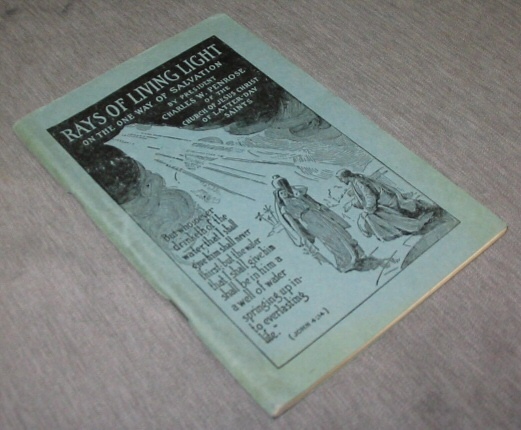 RAYS OF LIVING LIGHT
ON THE ONE WAY OF SALVATION
BY PRESIDENT
CHARLES W. PENROSE
OF THE
CHURCH OF JESUS CHRIST
OF LATTER-DAY
SAINTS
But whosoever
drinketh of the
water that I shall
give him shall never
thirst; but the water
that I shall give him
shall be in him a
a well of water
springing up in-
to everlasting
life."
(JOHN 4:14)